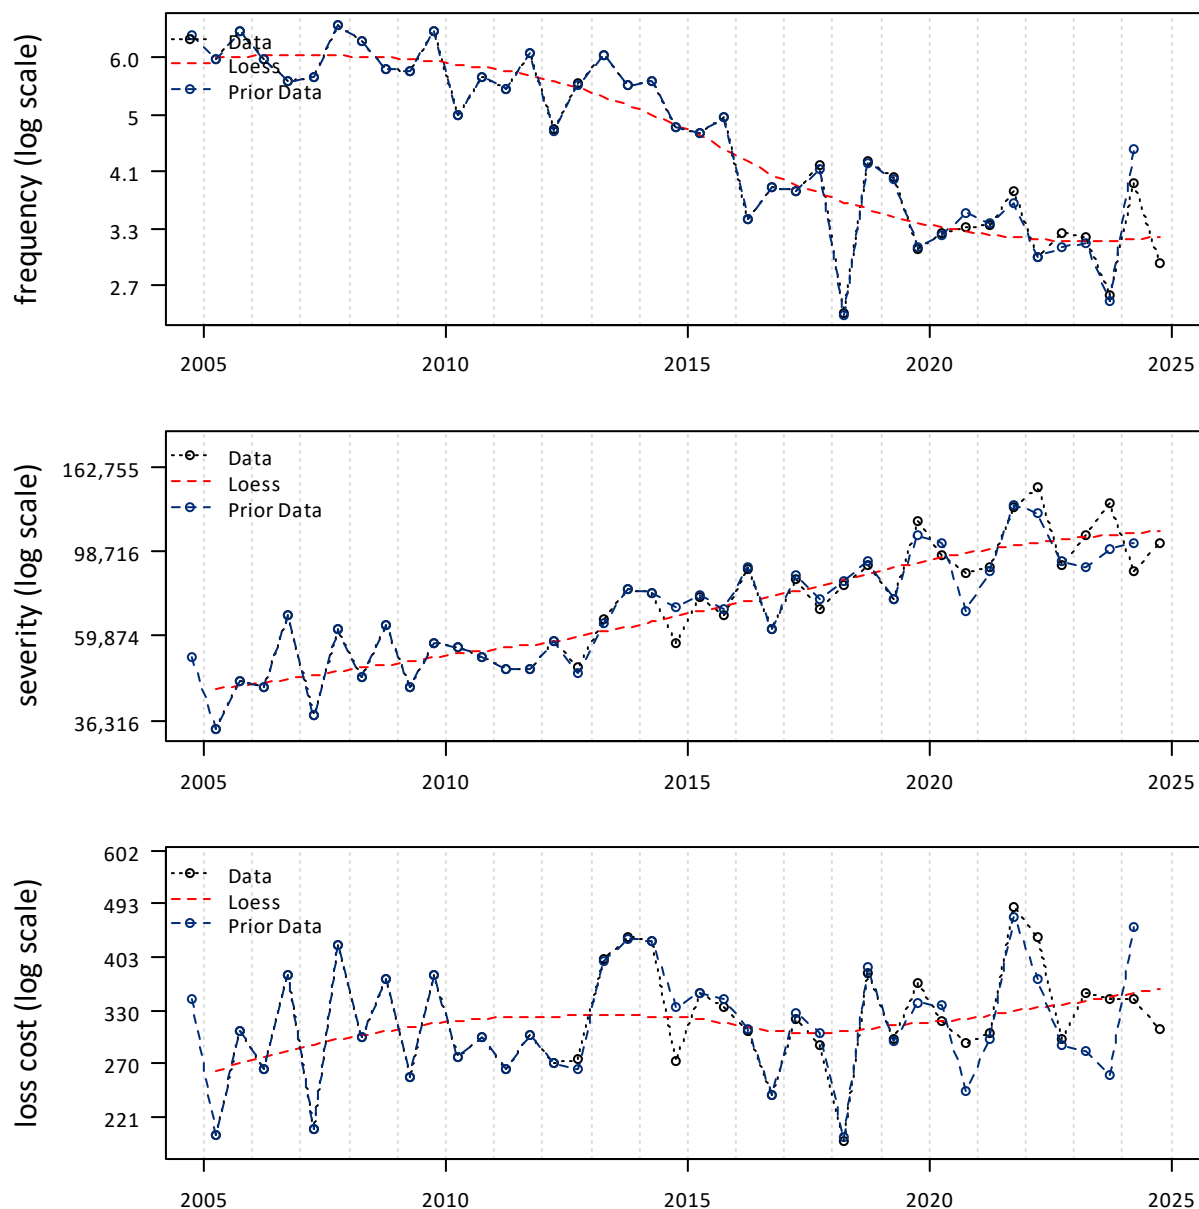 frequency (log scale)
6.0
5
4.1
3.3
2.7
Data
Loess
Prior Data
2005
2010
2015
2020
2025
severity (log scale)
162,755
98,716
59,874
36,316
Data
Loess
Prior Data
2005
2010
2015
2020
2025
loss cost (log scale)
602
493
403
330
270
221
Data
Loess
Prior Data
2005
2010
2015
2020
2025